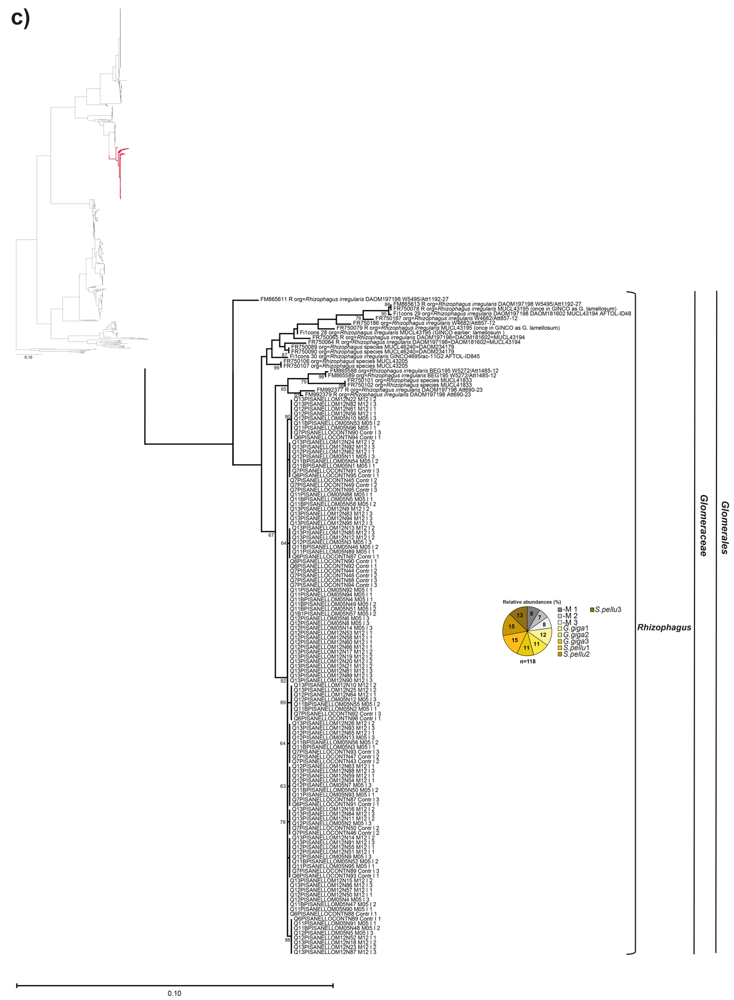 c)
0.10
FM865611 R org=Rhizophagus irregularis DAOM197198 W5495/Att1192-27
86
FM865613 R org=Rhizophagus irregularis DAOM197198 W5495/Att1192-27
FR750078 R org=Rhizophagus irregularis MUCL43195 (once in GINCO as G. lamellosum)
95
Fi1cons 29 org=Rhizophagus irregularis DAOM197198 DAOM181602 MUCL43194 AFTOL-ID48
76
FR750187 org=Rhizophagus irregularis W4682/Att857-12
FR750186 org=Rhizophagus irregularis W4682/Att857-12
FR750079 R org=Rhizophagus irregularis MUCL43195 (once in GINCO as G. lamellosum)
Fi1cons 28 org=Rhizophagus irregularis MUCL43195 (GINCO earlier: lamellosum )
FR750065 R org=Rhizophagus irregularis DAOM197198=DAOM181602=MUCL43194
FR750064 R org=Rhizophagus irregularis DAOM197198=DAOM181602=MUCL43194
FR750089 org=Rhizophagus species MUCL46240=DAOM234179
FR750090 org=Rhizophagus species MUCL46240=DAOM234179
87
Fi1cons 30 org=Rhizophagus irregularis GINCO4695rac-11G2 AFTOL-ID845
FR750106 org=Rhizophagus species MUCL43205
FR750107 org=Rhizophagus species MUCL43205
99
FM865588 org=Rhizophagus irregularis BEG195 W5272/Att1485-12
FM865589 org=Rhizophagus irregularis BEG195 W5272/Att1485-12
98
79
FR750101 org=Rhizophagus species MUCL41833
FR750102 org=Rhizophagus species MUCL41833
99
65
FM992377 R org=Rhizophagus irregularis DAOM197198 Att690-23
FM992379 R org=Rhizophagus irregularis DAOM197198 Att690-23
93
Q13PISANELLOM12N22 M12 I 2
Q13PISANELLOM12N82 M12 I 3
Q12PISANELLOM12N61 M12 I 1
Q12PISANELLOM12N56 M12 I 1
80
Q12PISANELLOM05N10 M05 I 3
Q11BPISANELLOM05N53 M05 I 2
Q11PISANELLOM05N96 M05 I 1
Q7PISANELLOCONTN90 Contr I 3
Q6PISANELLOCONTN94 Contr I 1
Q13PISANELLOM12N24 M12 I 2
Q13PISANELLOM12N92 M12 I 3
Q12PISANELLOM12N62 M12 I 1
Q12PISANELLOM05N11 M05 I 3
Q11BPISANELLOM05N54 M05 I 2
Q11BPISANELLOM05N1 M05 I 1
Q7PISANELLOCONTN91 Contr I 3
Q6PISANELLOCONTN95 Contr I 1
Q7PISANELLOCONTN45 Contr I 2
Q7PISANELLOCONTN49 Contr I 2
Q7PISANELLOCONTN95 Contr I 3
Q11PISANELLOM05N88 M05 I 1
Q11BPISANELLOM05N5 M05 I 1
Q11BPISANELLOM05N58 M05 I 2
Q13PISANELLOM12N9 M12 I 2
Q13PISANELLOM12N83 M12 I 3
Q13PISANELLOM12N94 M12 I 3
Q13PISANELLOM12N95 M12 I 3
Q13PISANELLOM12N13 M12 I 2
Q13PISANELLOM12N85 M12 I 3
67
Q13PISANELLOM12N12 M12 I 2
Q12PISANELLOM05N3 M05 I 3
64
Q11BPISANELLOM05N46 M05 I 2
Q11PISANELLOM05N89 M05 I 1
Q6PISANELLOCONTN87 Contr I 1
Q6PISANELLOCONTN90 Contr I 1
Q6PISANELLOCONTN92 Contr I 1
Q7PISANELLOCONTN44 Contr I 2
Q7PISANELLOCONTN48 Contr I 2
Q7PISANELLOCONTN88 Contr I 3
Q7PISANELLOCONTN94 Contr I 3
Q11PISANELLOM05N92 M05 I 1
Q11PISANELLOM05N94 M05 I 1
Q11BPISANELLOM05N4 M05 I 1
Q11BPISANELLOM05N49 M05 I 2
Q11BPISANELLOM05N51 M05 I 2
Q1B1PISANELLOM05N57 M05 I 2
Q12PISANELLOM05N6 M05 I 3
Q12PISANELLOM05N8 M05 I 3
Q12PISANELLOM05N14 M05 I 3
Q12PISANELLOM12N53 M12 I 1
Q12PISANELLOM12N58 M12 I 1
Q12PISANELLOM12N60 M12 I 1
Q12PISANELLOM12N66 M12 I 1
Q13PISANELLOM12N17 M12 I 2
Q13PISANELLOM12N19 M12 I 2
Q13PISANELLOM12N20 M12 I 2
Q13PISANELLOM12N21 M12 I 2
Q13PISANELLOM12N81 M12 I 3
Q13PISANELLOM12N89 M12 I 3
Q13PISANELLOM12N90 M12 I 3
92
Q13PISANELLOM12N10 M12 I 2
Q13PISANELLOM12N25 M12 I 2
Q12PISANELLOM12N64 M12 I 1
Q12PISANELLOM05N12 M05 I 3
89
Q11BPISANELLOM05N55 M05 I 2
Q11BPISANELLOM05N2 M05 I 1
Q7PISANELLOCONTN92 Contr I 3
Q6PISANELLOCONTN96 Contr I 1
Q13PISANELLOM12N26 M12 I 2
Q13PISANELLOM12N93 M12 I 3
Q12PISANELLOM12N65 M12 I 1
Q12PISANELLOM05N13 M05 I 3
64
Q11BPISANELLOM05N56 M05 I 2
Q11BPISANELLOM05N3 M05 I 1
Q7PISANELLOCONTN93 Contr I 3
Q7PISANELLOCONTN47 Contr I 2
Q7PISANELLOCONTN43 Contr I 2
Q12PISANELLOM12N63 M12 I 1
Q13PISANELLOM12N88 M12 I 3
Q12PISANELLOM12N59 M12 I 1
Q12PISANELLOM12N54 M12 I 1
63
Q12PISANELLOM05N7 M05 I 3
Q11BPISANELLOM05N50 M05 I 2
Q11PISANELLOM05N93 M05 I 1
Q7PISANELLOCONTN87 Contr I 3
Q6PISANELLOCONTN91 Contr I 1
Q13PISANELLOM12N16 M12 I 2
Q13PISANELLOM12N84 M12 I 3
Q13PISANELLOM12N11 M12 I 2
78
Q12PISANELLOM05N2 M05 I 3
Q7PISANELLOCONTN50 Contr I 2
Q7PISANELLOCONTN46 Contr I 2
Q13PISANELLOM12N14 M12 I 2
Q13PISANELLOM12N91 M12 I 3
Q12PISANELLOM12N55 M12 I 1
Q12PISANELLOM12N51 M12 I 1
Q12PISANELLOM05N9 M05 I 3
Q11BPISANELLOM05N52 M05 I 2
Q11PISANELLOM05N95 M05 I 1
Q7PISANELLOCONTN89 Contr I 3
Q6PISANELLOCONTN93 Contr I 1
Q13PISANELLOM12N15 M12 I 2
Q13PISANELLOM12N86 M12 I 3
Q12PISANELLOM12N57 M12 I 1
Q12PISANELLOM12N50 M12 I 1
Q12PISANELLOM05N4 M05 I 3
Q11BPISANELLOM05N47 M05 I 2
Q11PISANELLOM05N90 M05 I 1
Q6PISANELLOCONTN88 Contr I 1
Q6PISANELLOCONTN89 Contr I 1
Q11PISANELLOM05N91 M05 I 1
Q11BPISANELLOM05N48 M05 I 2
Q12PISANELLOM05N5 M05 I 3
Q12PISANELLOM12N52 M12 I 1
88
Q13PISANELLOM12N18 M12 I 2
Q13PISANELLOM12N23 M12 I 2
Q13PISANELLOM12N87 M12 I 3
Relative abundances (%)
8
7
8
12
11
11
15
15
13
n=118
-M 1
-M 2
-M 3
G.giga1
G.giga2
G.giga3
S.pellu1
S.pellu2
S.pellu3
Rhizophagus
Glomeraceae
Glomerales
0.10